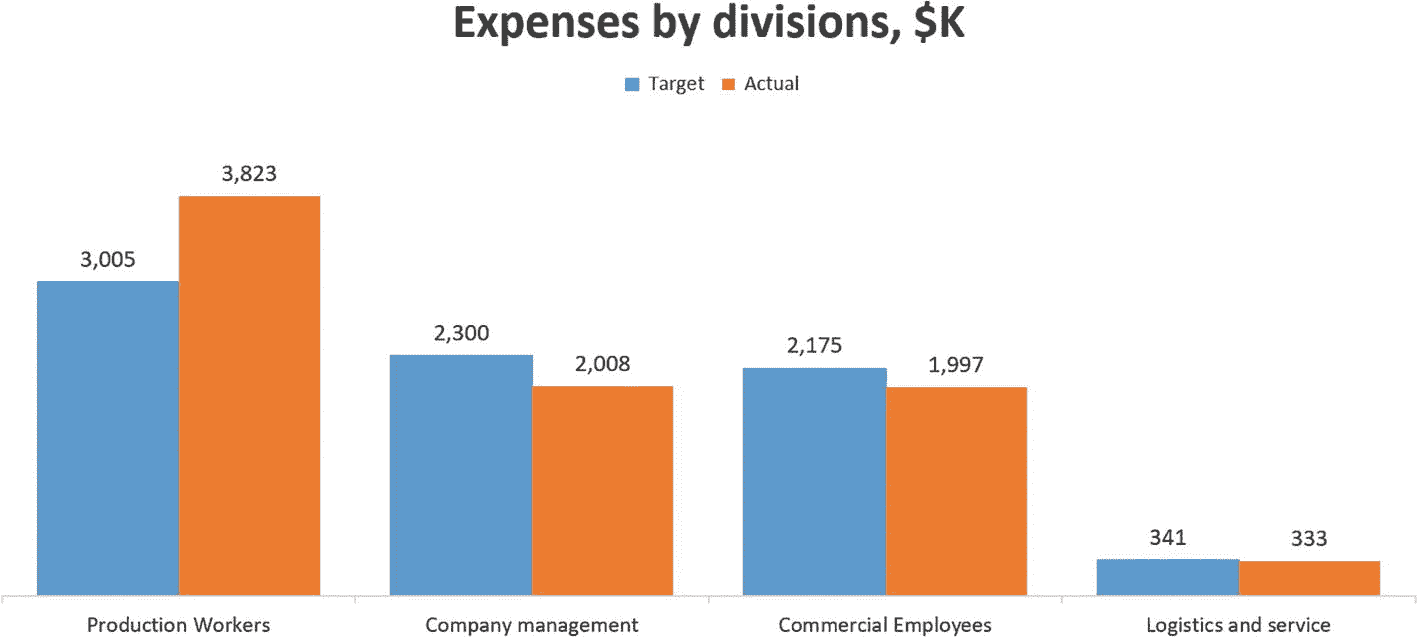 Expenses by divisions, $K
Target Actual
3,005 3,823
2,300 2,008
2,175 1,997
341 333
Production Workers Company management Commercial Employees Logistics and service